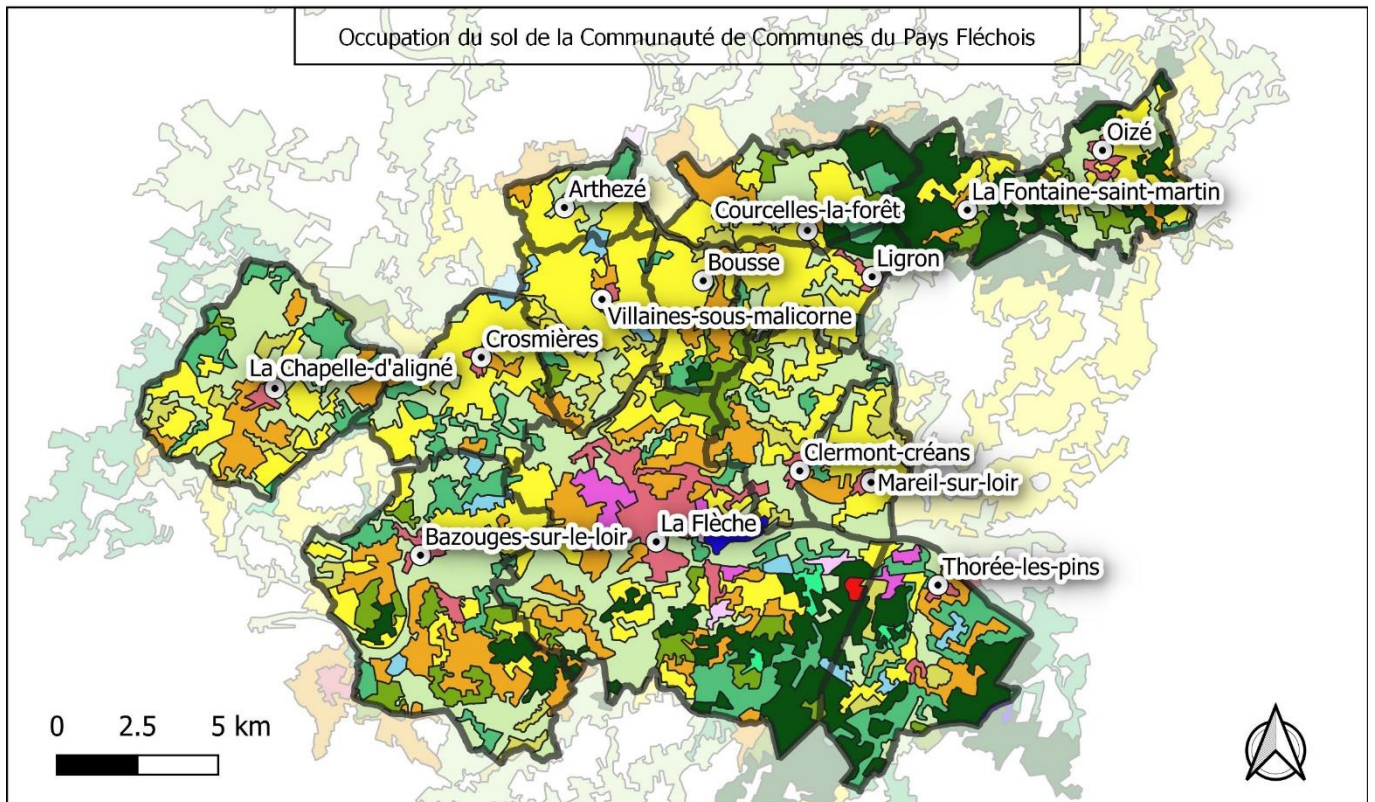 Occupation du sol de la Communauté de Communes du Pays Fléchois
Oizé
Arthezé
La Fontaine-saint-martin
Courcelles-la-forêt
Bousse
Ligron
Villaines-sous-malicorne
Crosmières
La Chapelle-d'aligné
Clermont-créans
Mareil-sur-loir
La Flèche
Bazouges-sur-le-loir
Thorée-les-pins
0 2.5 5 km